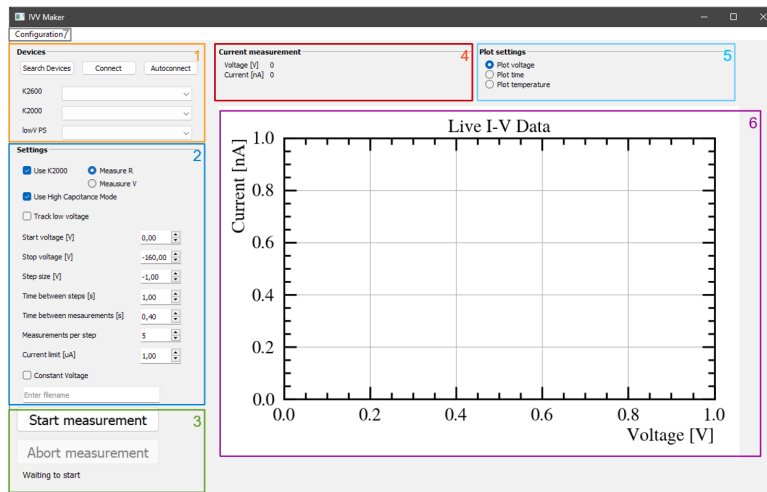 IVV Maker
Configuration 7
Devices 1
Search Devices Connect Autoconnect
K2600
K2000
lowV PS
Settings 2
Use K2000 Measure R
Meausure V
Use High Capcitance Mode
Track low voltage
Start voltage [V] 0,00
Stop voltage [V] -160,00
Step size [V] -1,00
Time between steps [s] 1,00
Time between mesaurements [s] 0,40
Measurements per step 5
Current limit [uA] 1,00
Constant Voltage
Enter filename
Start measurement 3
Abort measurement
Waiting to start
Current measurement 4
Voltage [V] 0
Current [nA] 0
Plot settings 5
Plot voltage
Plot time
Plot temperature
6
Live I-V Data
Current [nA]
1.0
0.8
0.6
0.4
0.2
0.0
0.0 0.2 0.4 0.6 0.8 1.0
Voltage [V]